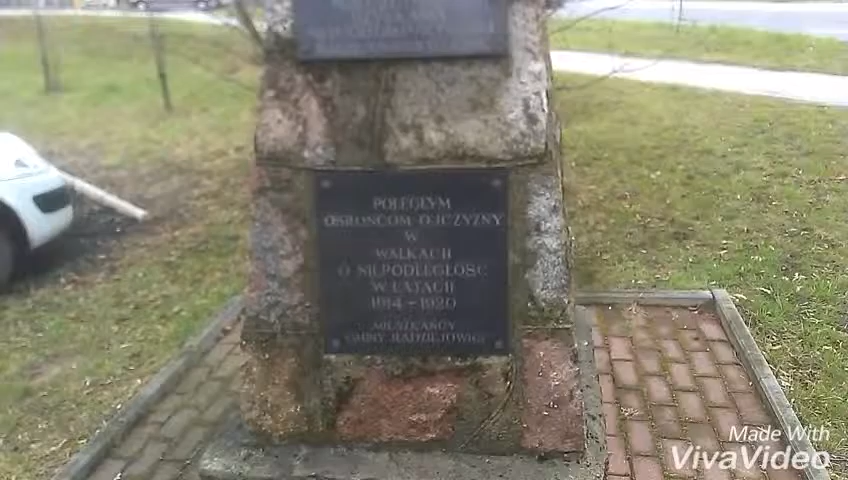 POLEGŁYM
OBROŃCOM OJCZYZNY
W
WALKACH
O NIEPODLEGŁOŚĆ
W LATACH
1914-1920
MIESZKAŃCY
GMINY RADZIEJOWICE
Made With
VivaVideo